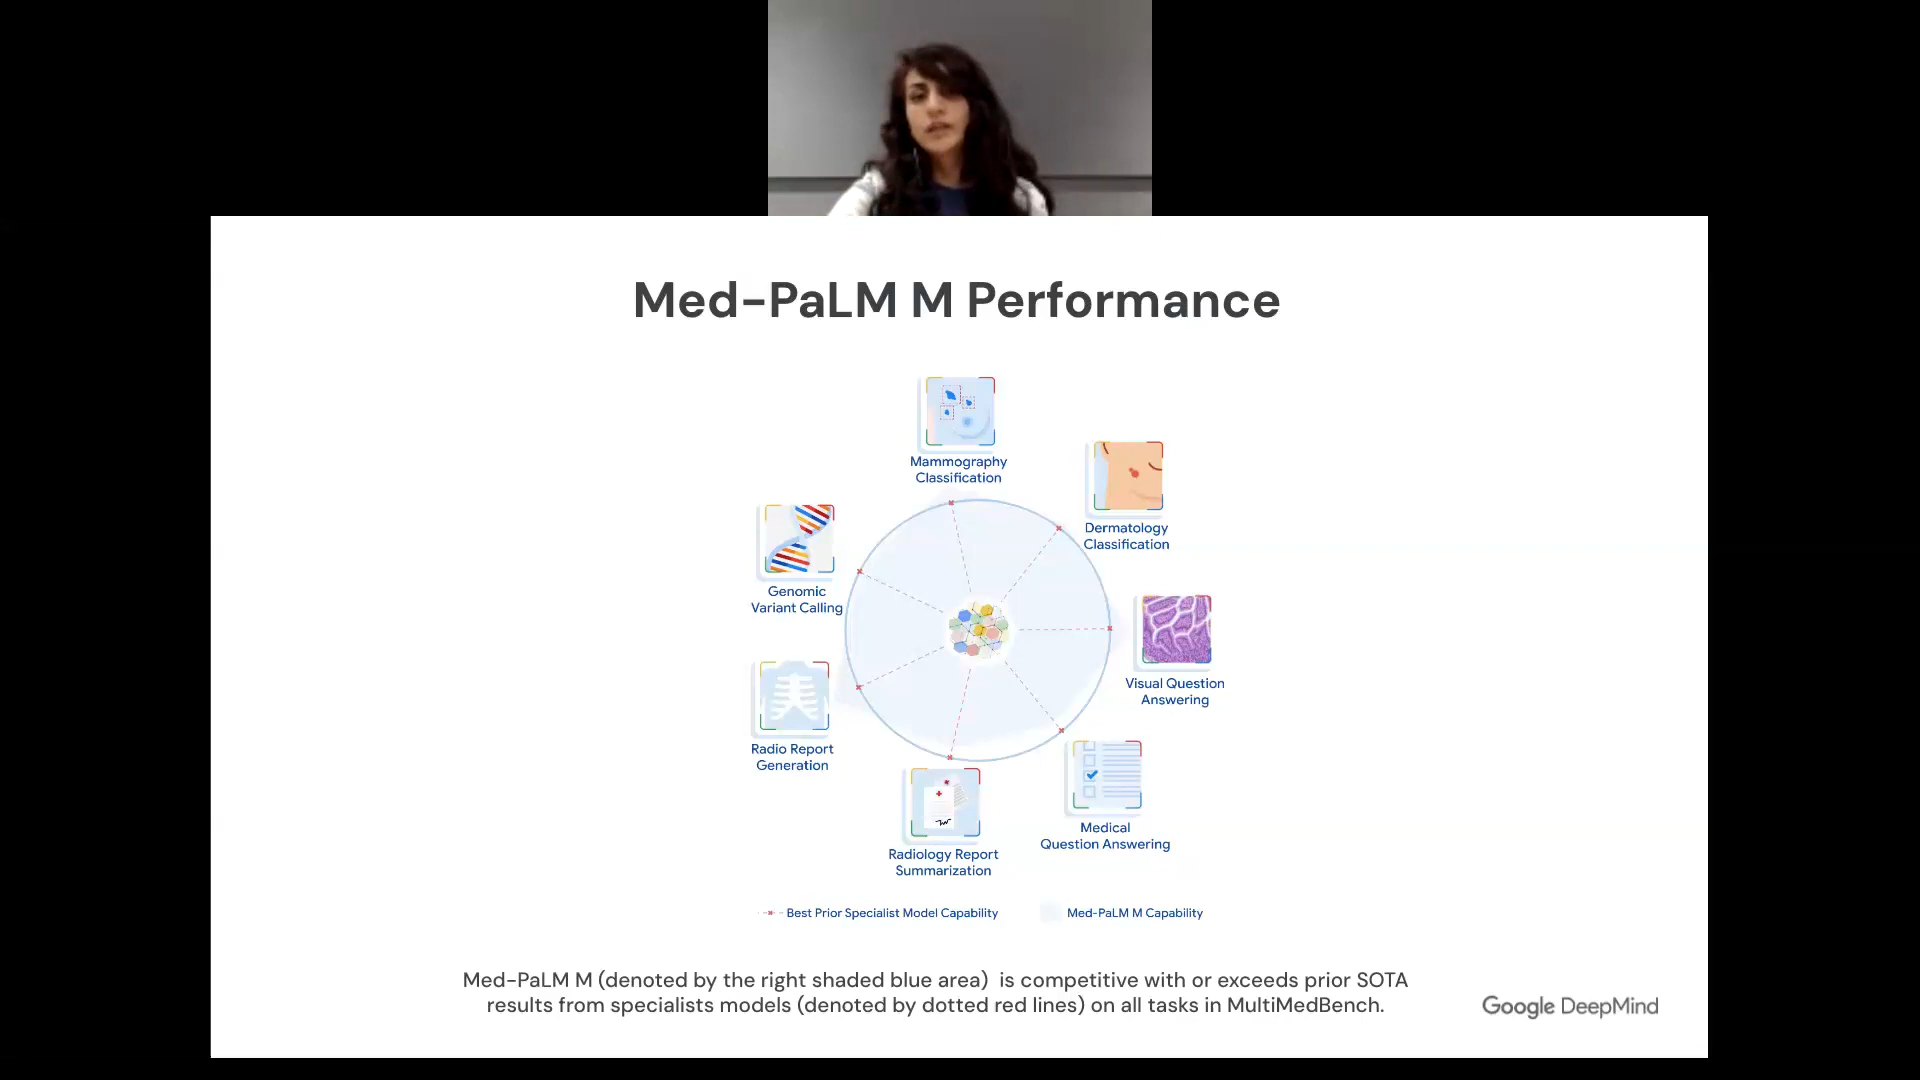 Med-PaLM M Performance
Mammography
Classification
Dermatology
Classification
Genomic
Variant Calling
Visual Question
Answering
Radio Report
Generation
Medical
Question Answering
Radiology Report
Summarization
Best Prior Specialist Model Capability
Med-PaLM M Capability
Med-PaLM M (denoted by the right shaded blue area) is competitive with or exceeds prior SOTA
results from specialists models (denoted by dotted red lines) on all tasks in MultiMedBench.
Google DeepMind